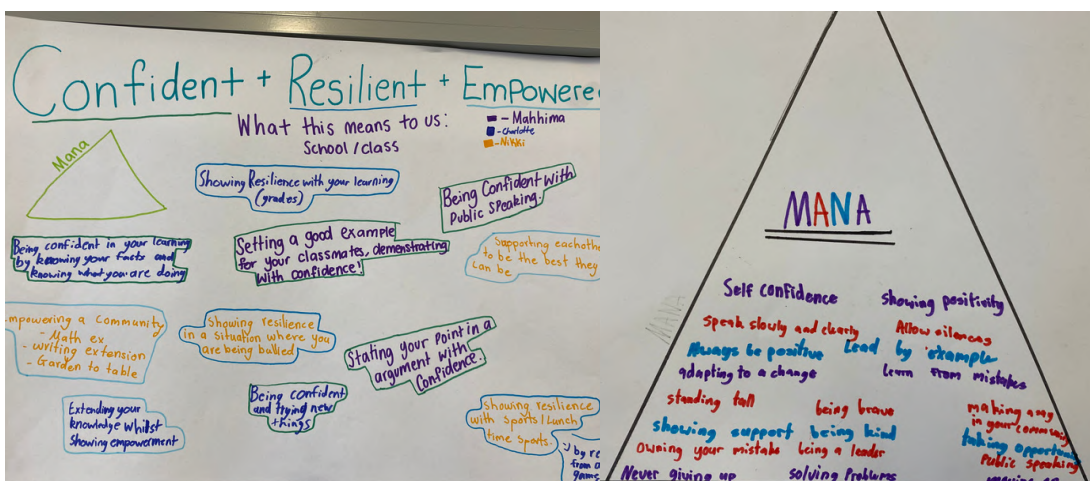 Confident + Resilient + Empowere
What this means to us:
School/class
- Mahhima
- Charlotte
- Nikki
Mana
Showing Resilience with your learning
(grades)
Being Confident with
Public speaking.
Being confident in your learning
by knowing your facts and
knowing what you are doing
Setting a good example
for your classmates, demonstrating
with confidence!
Supporting eachothe
to be the best they
can be
mpowering a Community
- Math ex
- writing extension
- Garden to table
Showing resilience
in a situation where you
are being bullied
Stating your Point in a
argument with
Confidence.
Being confident
and trying new
things
Extending your
knowledge whilst
showing empowerment
Showing resilience
with Sports/Lunch
time sports.
by re
from
game
MANA
MANA
Self confidence
showing positivity
speak slowly and clearly
Allow silences
Always be positive
Lead by example
adapting to a change
Learn from mistakes
standing tall
being brave
making
in your community
showing support
being kind
taking opportun
owning your mistake
being a leader
Public speaking
Never giving up
solving Problems